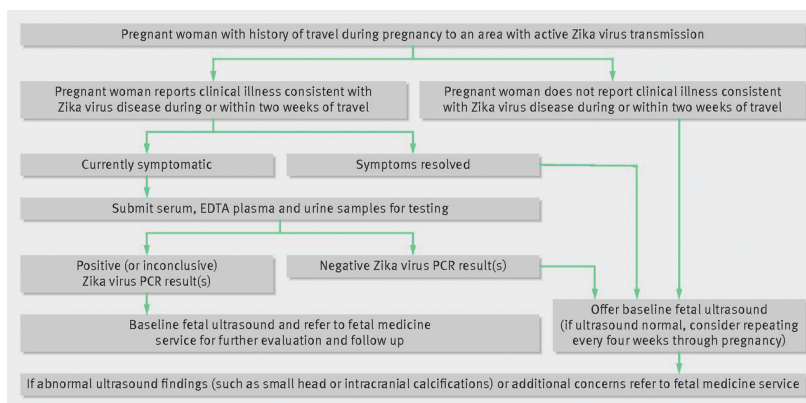 Pregnant woman with history of travel during pregnancy to an area with active Zika virus transmission
Pregnant woman reports clinical illness consistent with
Zika virus disease during or within two weeks of travel
Pregnant woman does not report clinical illness consistent
with Zika virus disease during or within two weeks of travel
Currently symptomatic
Symptoms resolved
Submit serum, EDTA plasma and urine samples for testing
Positive (or inconclusive)
Zika virus PCR result(s)
Negative Zika virus PCR result(s)
Baseline fetal ultrasound and refer to fetal medicine
service for further evaluation and follow up
Offer baseline fetal ultrasound
(if ultrasound normal, consider repeating
every four weeks through pregnancy)
If abnormal ultrasound findings (such as small head or intracranial calcifications) or additional concerns refer to fetal medicine service